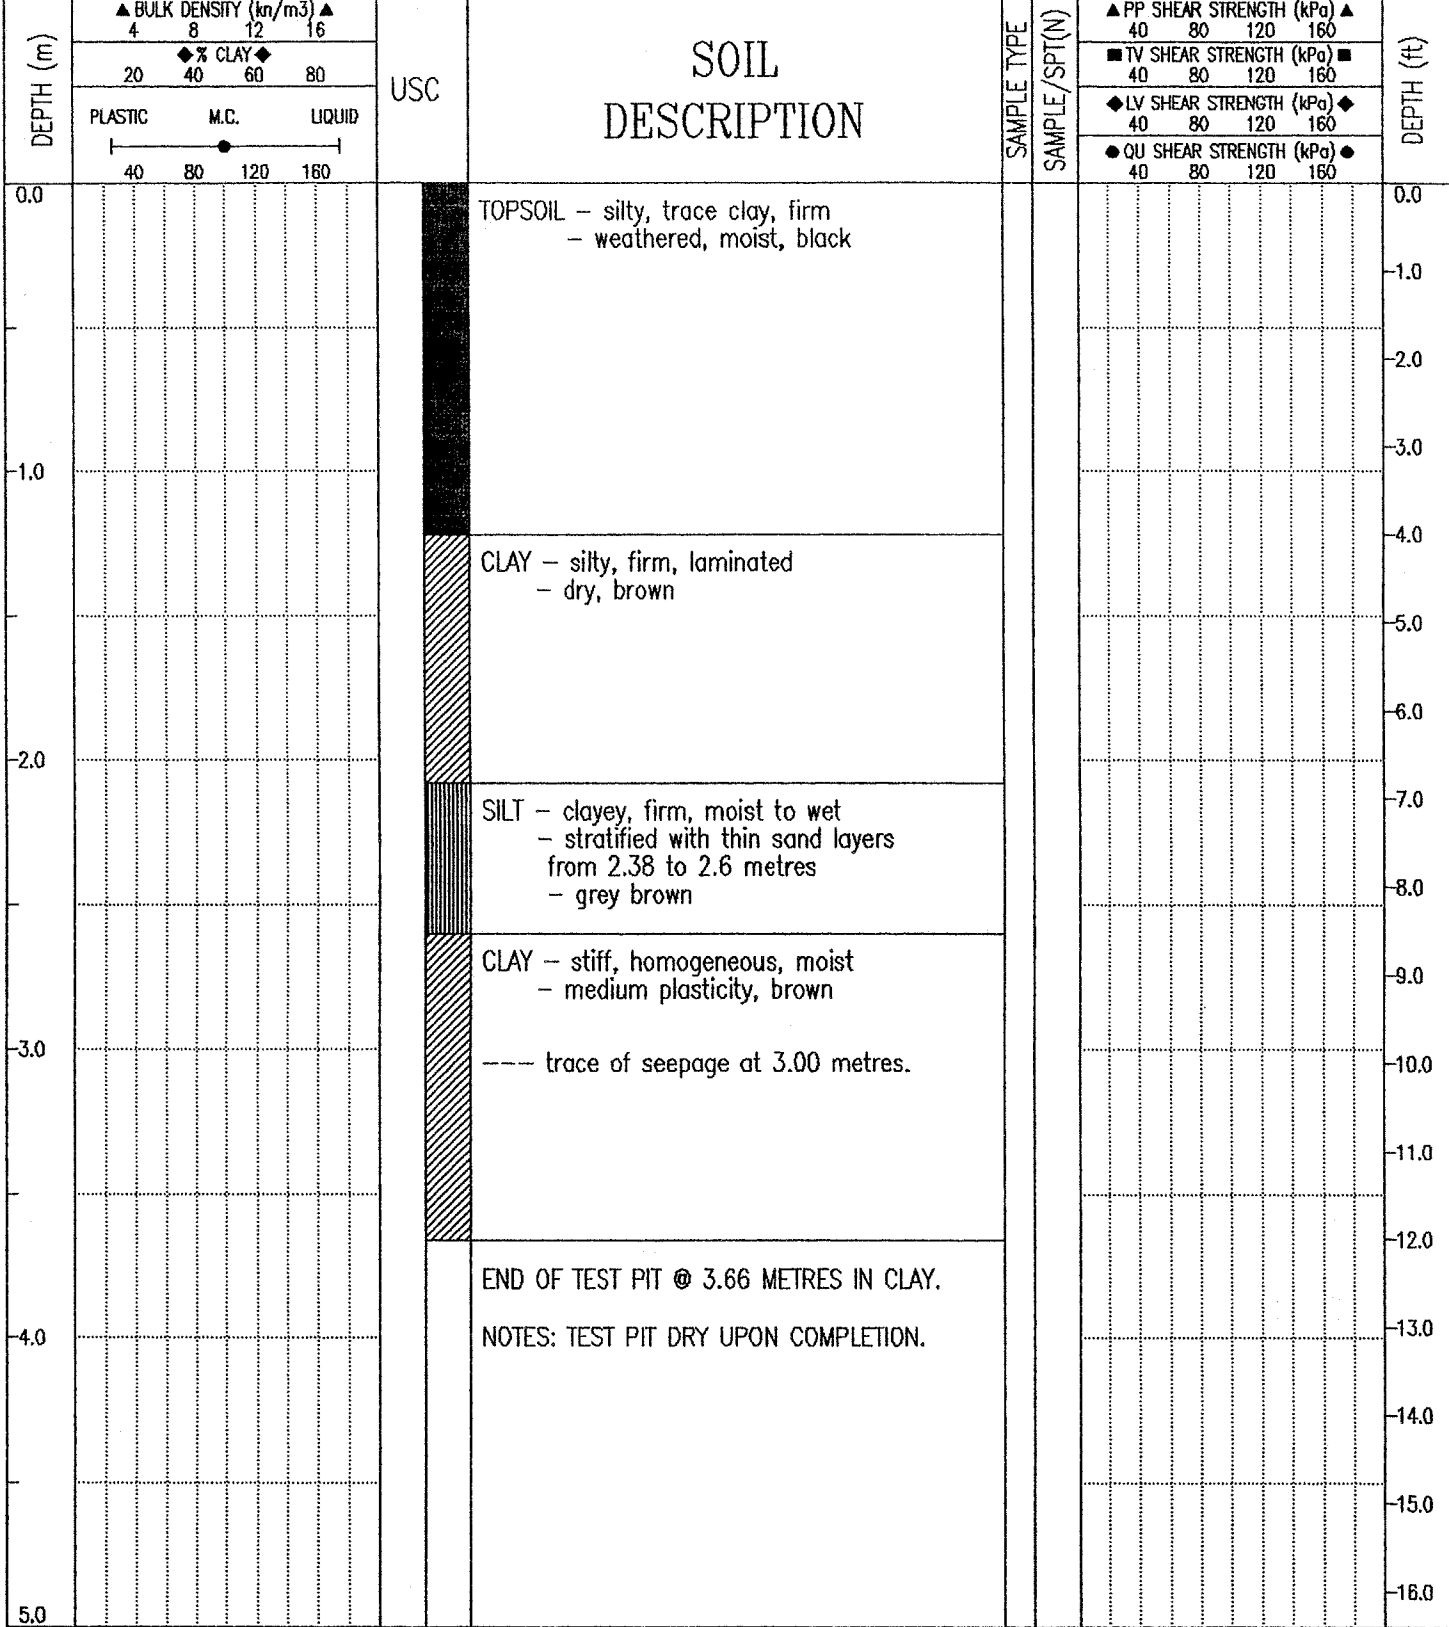 DEPTH (m)
▲ BULK DENSITY (kn/m3) ▲
4 8 12 16
◆ % CLAY ◆
20 40 60 80
PLASTIC M.C. LIQUID
40 80 120 160
USC
SOIL
DESCRIPTION
SAMPLE TYPE
SAMPLE/SPT(N)
▲ PP SHEAR STRENGTH (kPa) ▲
40 80 120 160
■ TV SHEAR STRENGTH (kPa) ■
40 80 120 160
◆ LV SHEAR STRENGTH (kPa) ◆
40 80 120 160
● QU SHEAR STRENGTH (kPa) ●
40 80 120 160
DEPTH (ft)
0.0
1.0
2.0
3.0
4.0
5.0
TOPSOIL – silty, trace clay, firm
– weathered, moist, black
CLAY – silty, firm, laminated
– dry, brown
SILT – clayey, firm, moist to wet
– stratified with thin sand layers
from 2.38 to 2.6 metres
– grey brown
CLAY – stiff, homogeneous, moist
– medium plasticity, brown
––– trace of seepage at 3.00 metres.
END OF TEST PIT @ 3.66 METRES IN CLAY.
NOTES: TEST PIT DRY UPON COMPLETION.
0.0
1.0
2.0
3.0
4.0
5.0
6.0
7.0
8.0
9.0
10.0
11.0
12.0
13.0
14.0
15.0
16.0